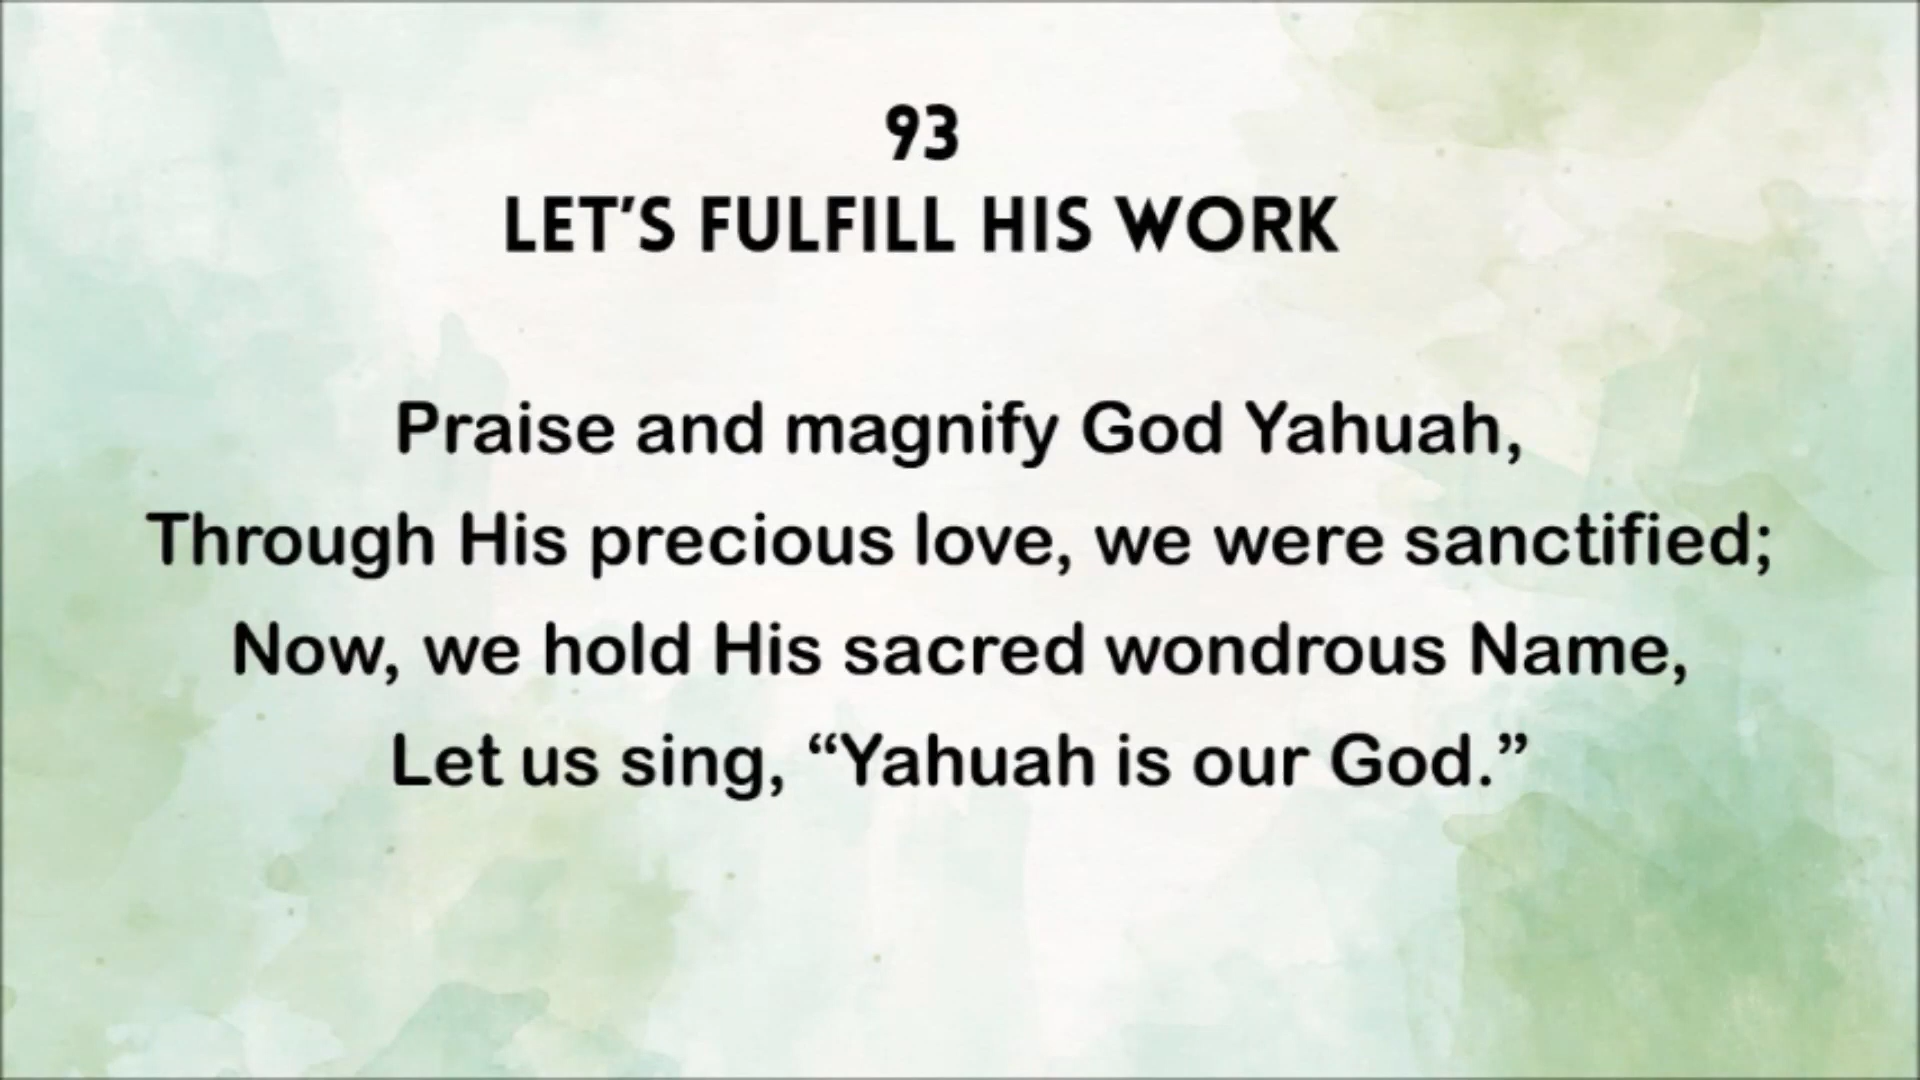 93
LET’S FULFILL HIS WORK
Praise and magnify God Yahuah,
Through His precious love, we were sanctified;
Now, we hold His sacred wondrous Name,
Let us sing, “Yahuah is our God.”